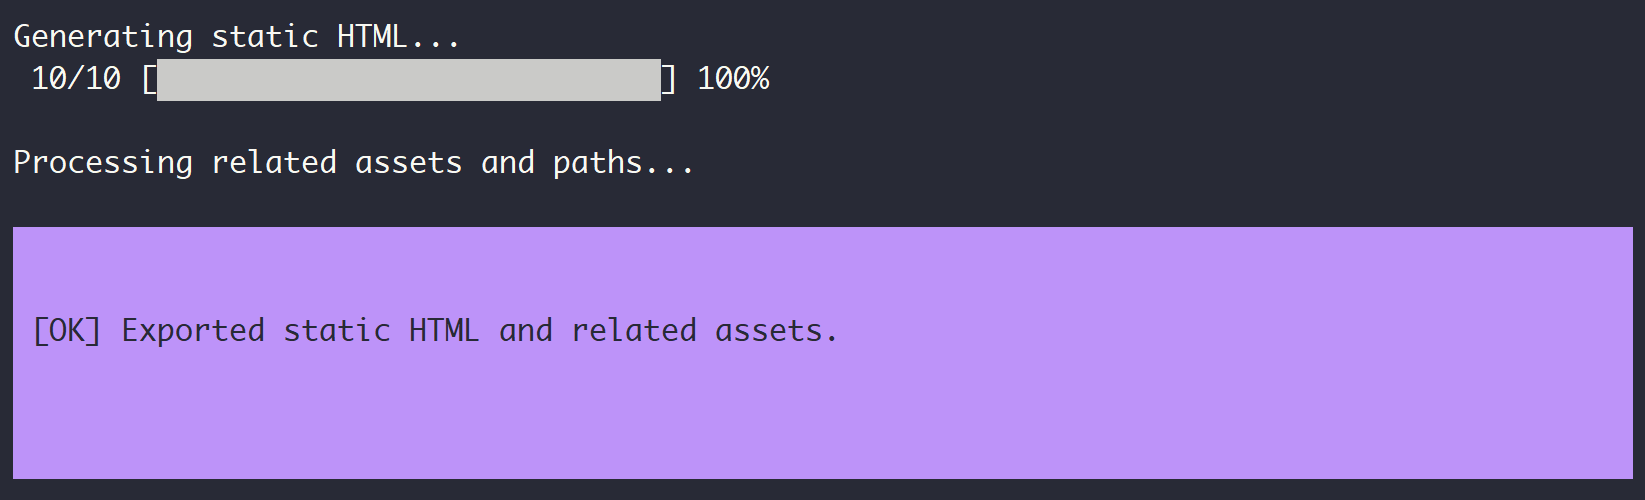 Generating static HTML...
10/10 [] 100%
Processing related assets and paths...
[OK] Exported static HTML and related assets.